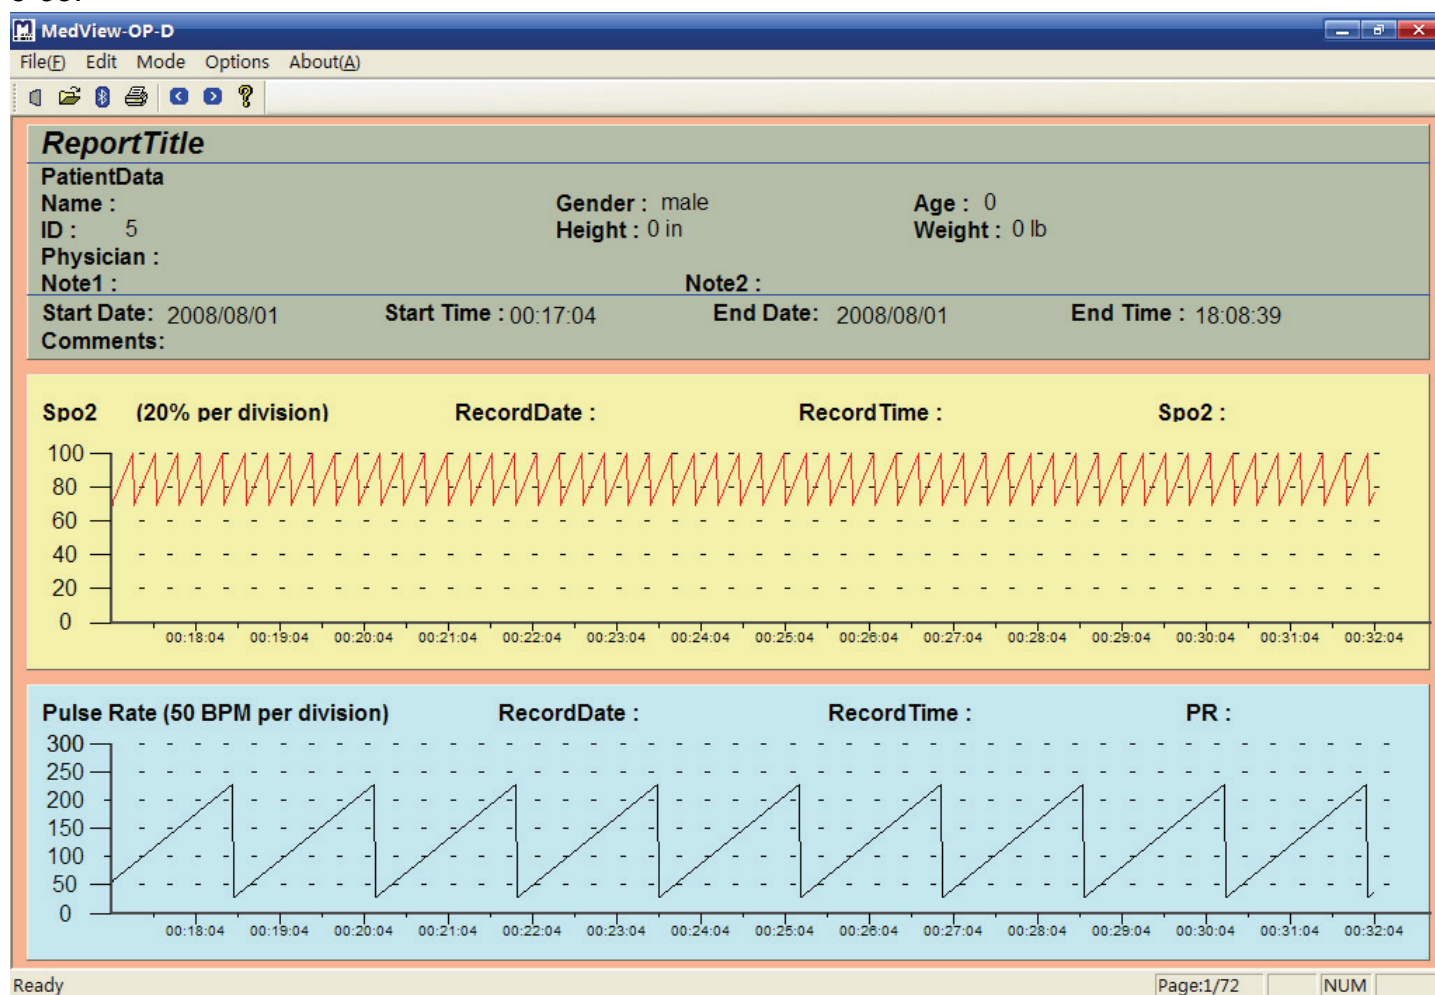 MedView-OP-D
File(F) Edit Mode Options About(A)
ReportTitle
PatientData
Name : Gender : male Age : 0
ID : 5 Height : 0 in Weight : 0 lb
Physician :
Note1 : Note2 :
Start Date: 2008/08/01 Start Time : 00:17:04 End Date: 2008/08/01 End Time : 18:08:39
Comments:
Spo2 (20% per division) RecordDate : RecordTime : Spo2 :
100
80
60
40
20
0
00:18:04 00:19:04 00:20:04 00:21:04 00:22:04 00:23:04 00:24:04 00:25:04 00:26:04 00:27:04 00:28:04 00:29:04 00:30:04 00:31:04 00:32:04
Pulse Rate (50 BPM per division) RecordDate : RecordTime : PR :
300
250
200
150
100
50
0
00:18:04 00:19:04 00:20:04 00:21:04 00:22:04 00:23:04 00:24:04 00:25:04 00:26:04 00:27:04 00:28:04 00:29:04 00:30:04 00:31:04 00:32:04
Ready Page:1/72 NUM